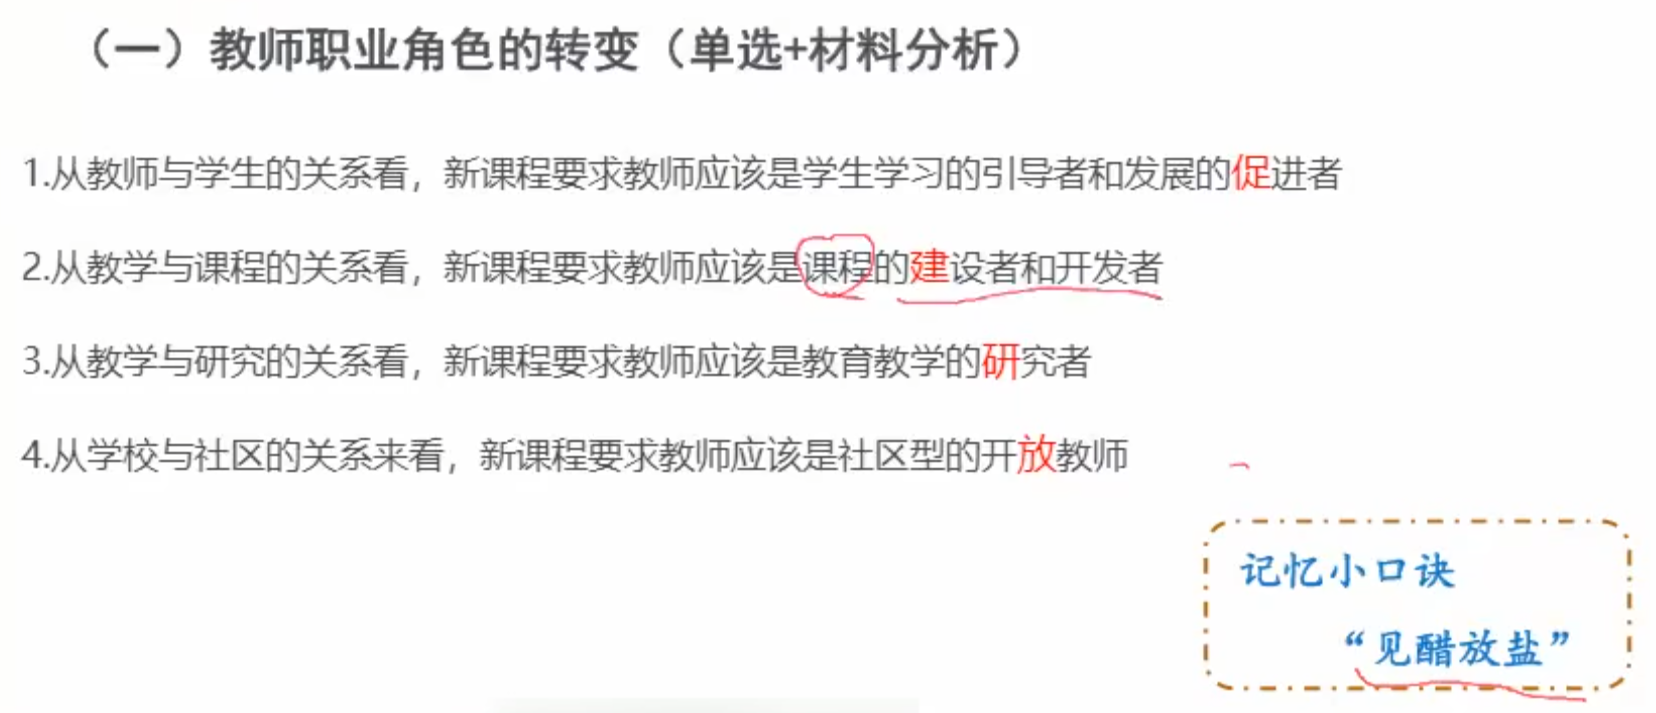 （一）教师职业角色的转变（单选+材料分析）
1.从教师与学生的关系看，新课程要求教师应该是学生学习的引导者和发展的促进者
2.从教学与课程的关系看，新课程要求教师应该是课程的建设者和开发者
3.从教学与研究的关系看，新课程要求教师应该是教育教学的研究者
4.从学校与社区的关系来看，新课程要求教师应该是社区型的开放教师
记忆小口诀
“见醋放盐”